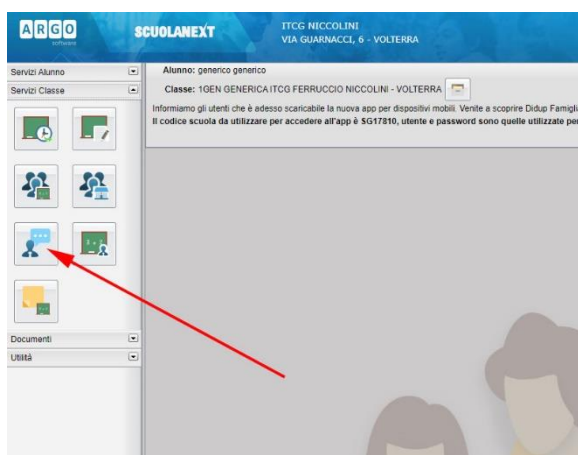 ARGO
software
SCUOLANEXT
ITCG NICCOLINI
VIA GUARNACCI, 6 - VOLTERRA
Servizi Alunno
Servizi Classe
Documenti
Utilità
Alunno: generico generico
Classe: 1GEN GENERICA ITCG FERRUCCIO NICCOLINI - VOLTERRA
Informiamo gli utenti che è adesso scaricabile la nuova app per dispositivi mobili. Venite a scoprire Didup Famigli
Il codice scuola da utilizzare per accedere all'app è SG17810, utente e password sono quelle utilizzate per